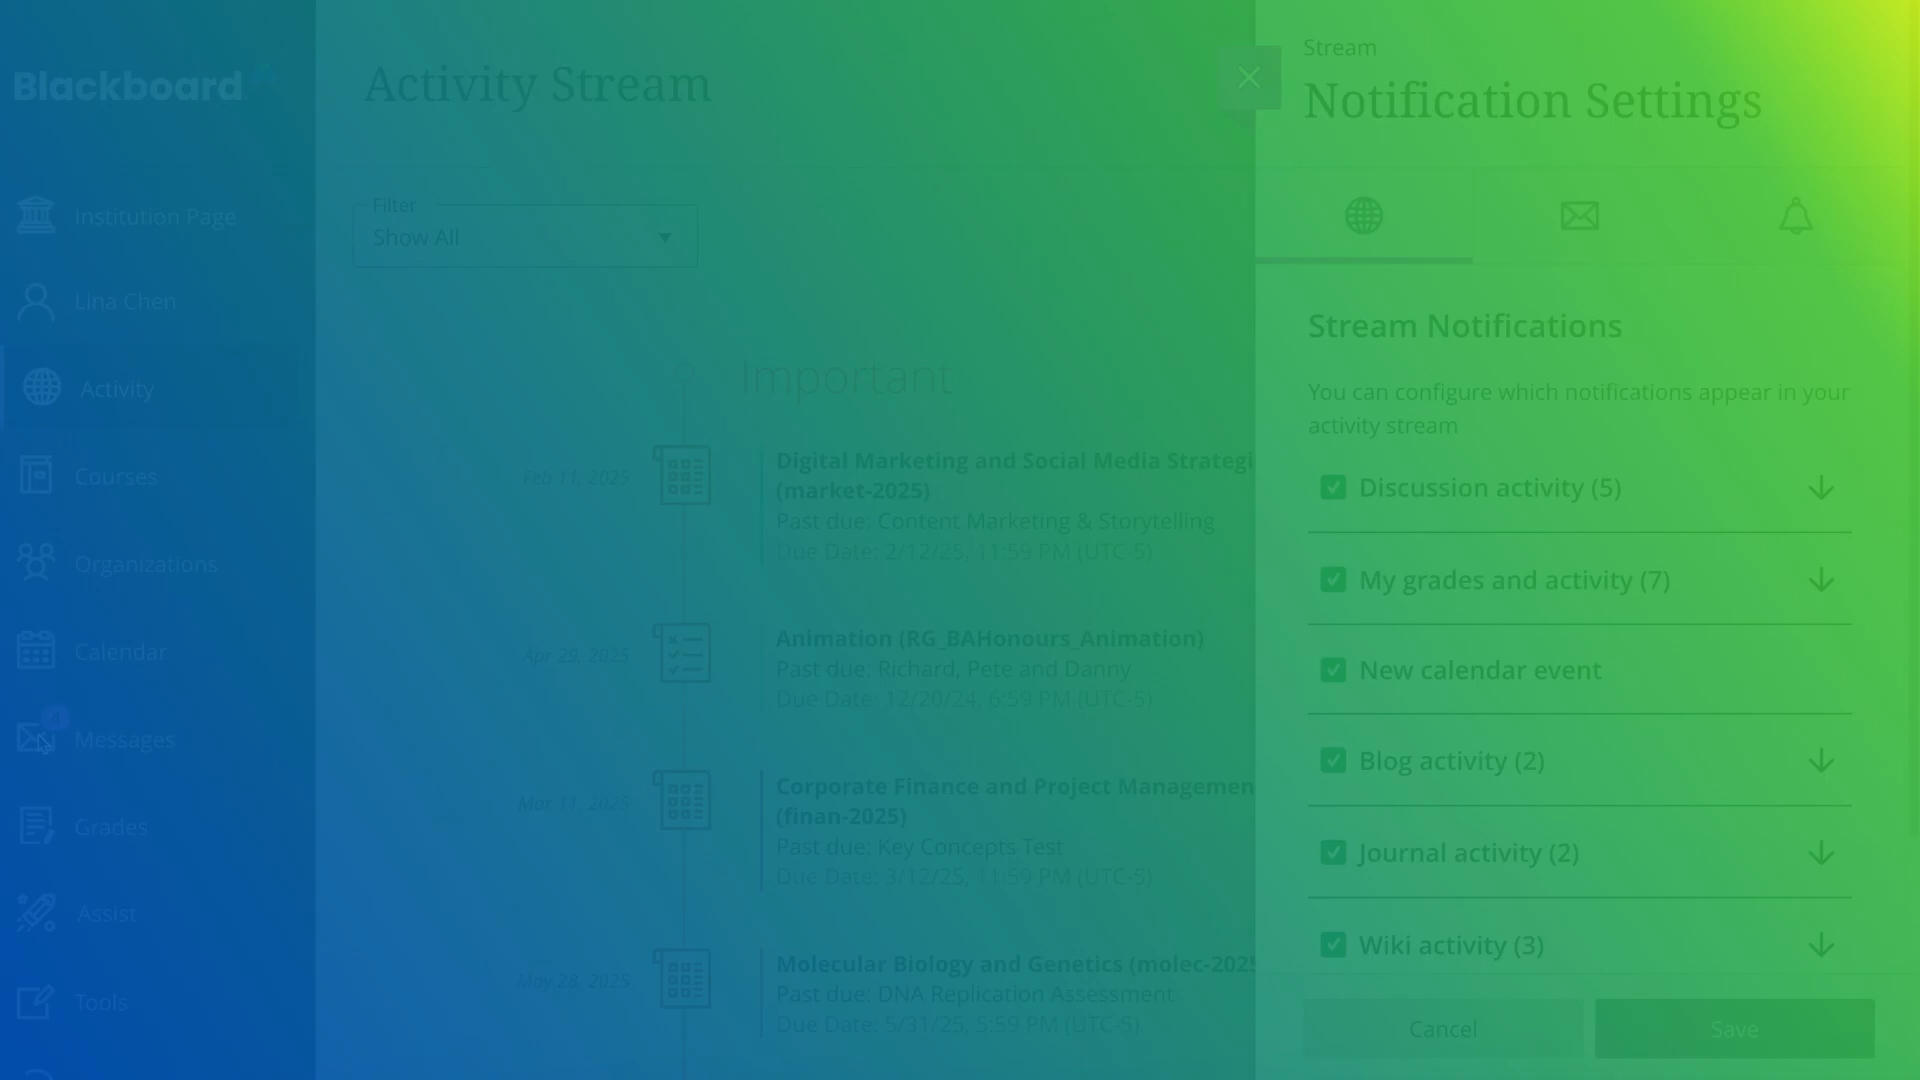 Blackboard
Institution Page
Lina Chen
Activity
Courses
Organizations
Calendar
4
Messages
Grades
Assist
Tools
Activity Stream
Filter
Show All
Important
Feb 11, 2025
Digital Marketing and Social Media Strategi
(market-2025)
Past due: Content Marketing & Storytelling
Due Date: 2/12/25, 11:59 PM (UTC-5)
Apr 29, 2025
Animation (RG_BAHonours_Animation)
Past due: Richard, Pete and Danny
Due Date: 12/20/24, 6:59 PM (UTC-5)
Mar 11, 2025
Corporate Finance and Project Managemen
(finan-2025)
Past due: Key Concepts Test
Due Date: 3/12/25, 11:59 PM (UTC-5)
May 28, 2025
Molecular Biology and Genetics (molec-2025
Past due: DNA Replication Assessment
Due Date: 5/31/25, 5:59 PM (UTC-5)
Stream
Notification Settings
Stream Notifications
You can configure which notifications appear in your
activity stream
Discussion activity (5)
My grades and activity (7)
New calendar event
Blog activity (2)
Journal activity (2)
Wiki activity (3)
Cancel
Save